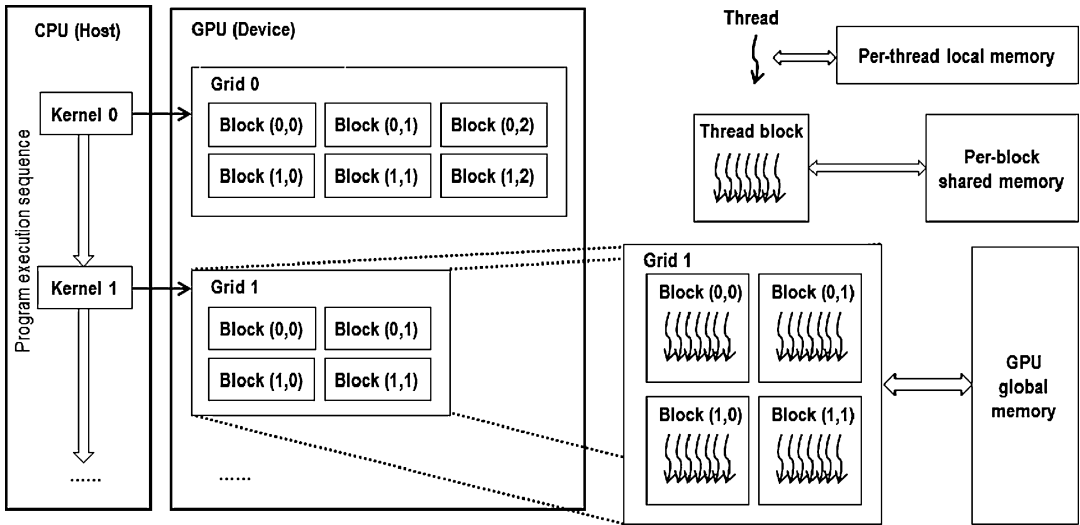 CPU (Host)
Program execution sequence
Kernel 0
Kernel 1
......
GPU (Device)
Grid 0
Block (0,0) Block (0,1) Block (0,2)
Block (1,0) Block (1,1) Block (1,2)
Grid 1
Block (0,0) Block (0,1)
Block (1,0) Block (1,1)
......
Thread
Per-thread local memory
Thread block
Per-block
shared memory
Grid 1
Block (0,0) Block (0,1)
Block (1,0) Block (1,1)
GPU
global
memory